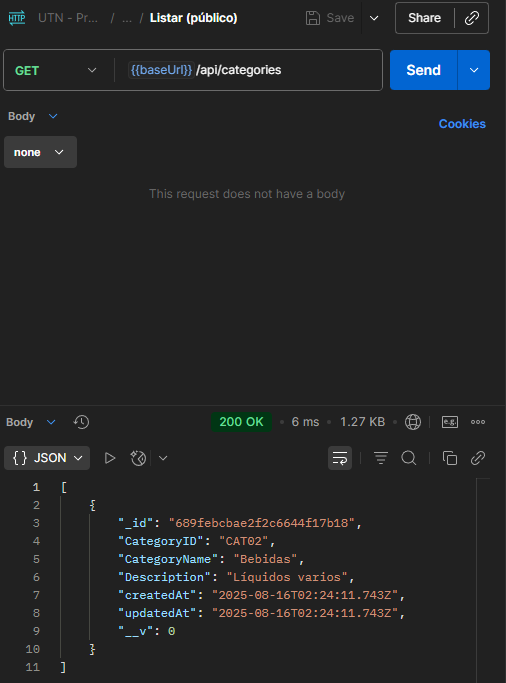 HTTP UTN - Pr... / ... / Listar (público) Save Share
GET {{baseUrl}} /api/categories Send
Body
Cookies
none
This request does not have a body
Body 200 OK • 6 ms • 1.27 KB • e.g. •••
{} JSON
1 [
2 {
3 "_id": "689febcbae2f2c6644f17b18",
4 "CategoryID": "CAT02",
5 "CategoryName": "Bebidas",
6 "Description": "Líquidos varios",
7 "createdAt": "2025-08-16T02:24:11.743Z",
8 "updatedAt": "2025-08-16T02:24:11.743Z",
9 "__v": 0
10 }
11 ]